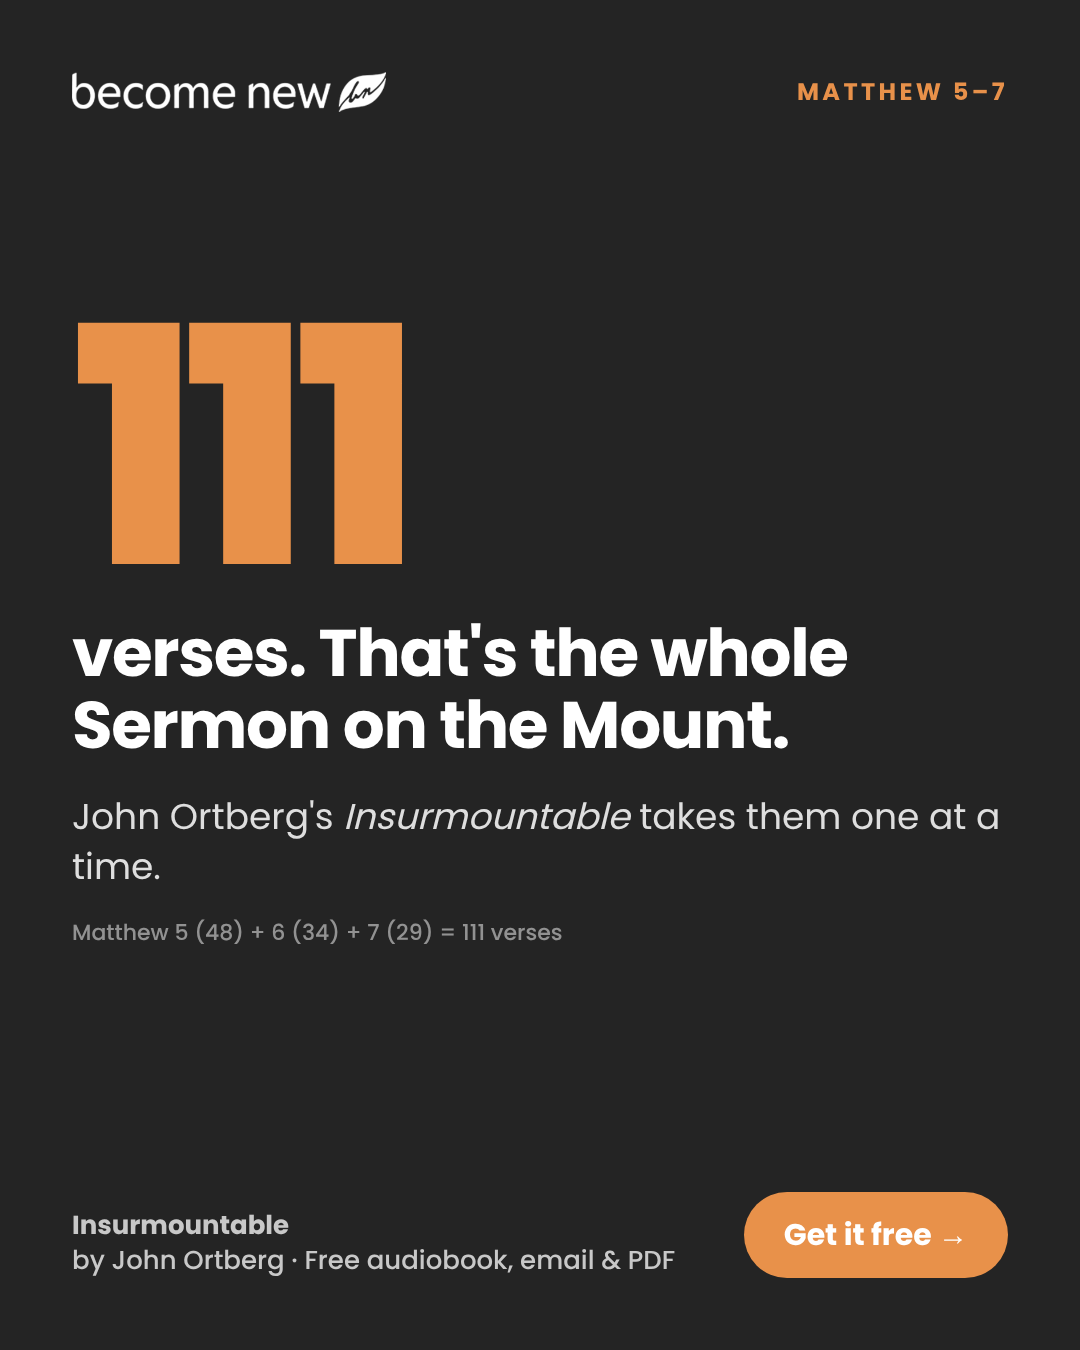 become new
MATTHEW 5–7
111
verses. That's the whole
Sermon on the Mount.
John Ortberg's Insurmountable takes them one at a
time.
Matthew 5 (48) + 6 (34) + 7 (29) = 111 verses
Insurmountable
by John Ortberg · Free audiobook, email & PDF
Get it free →